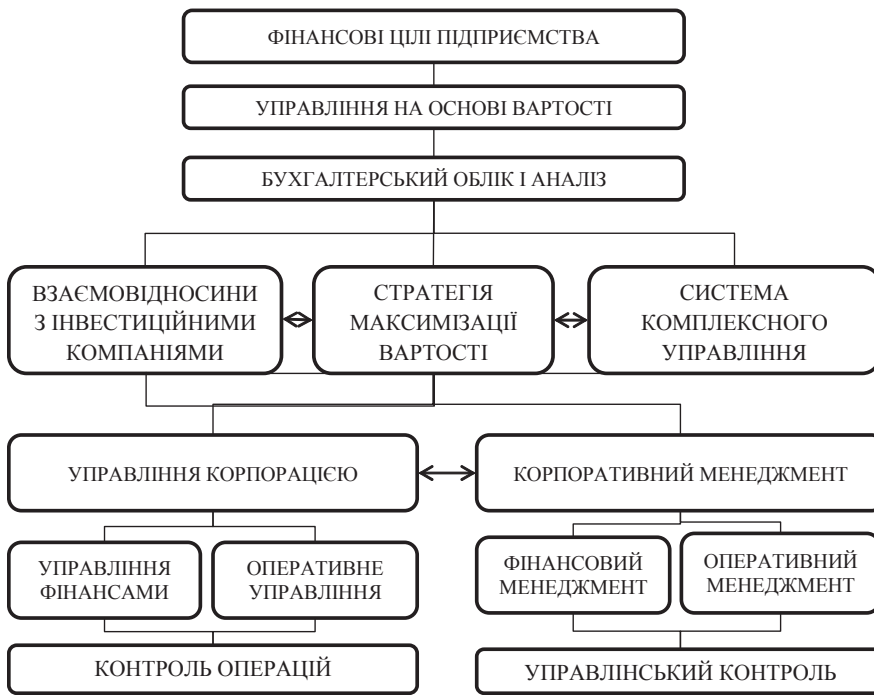 ФІНАНСОВІ ЦІЛІ ПІДПРИЄМСТВА
УПРАВЛІННЯ НА ОСНОВІ ВАРТОСТІ
БУХГАЛТЕРСЬКИЙ ОБЛІК І АНАЛІЗ
ВЗАЄМОВІДНОСИНИ
З ІНВЕСТИЦІЙНИМИ
КОМПАНІЯМИ
СТРАТЕГІЯ
МАКСИМІЗАЦІЇ
ВАРТОСТІ
СИСТЕМА
КОМПЛЕКСНОГО
УПРАВЛІННЯ
УПРАВЛІННЯ КОРПОРАЦІЄЮ
КОРПОРАТИВНИЙ МЕНЕДЖМЕНТ
УПРАВЛІННЯ
ФІНАНСАМИ
ОПЕРАТИВНЕ
УПРАВЛІННЯ
ФІНАНСОВИЙ
МЕНЕДЖМЕНТ
ОПЕРАТИВНИЙ
МЕНЕДЖМЕНТ
КОНТРОЛЬ ОПЕРАЦІЙ
УПРАВЛІНСЬКИЙ КОНТРОЛЬ